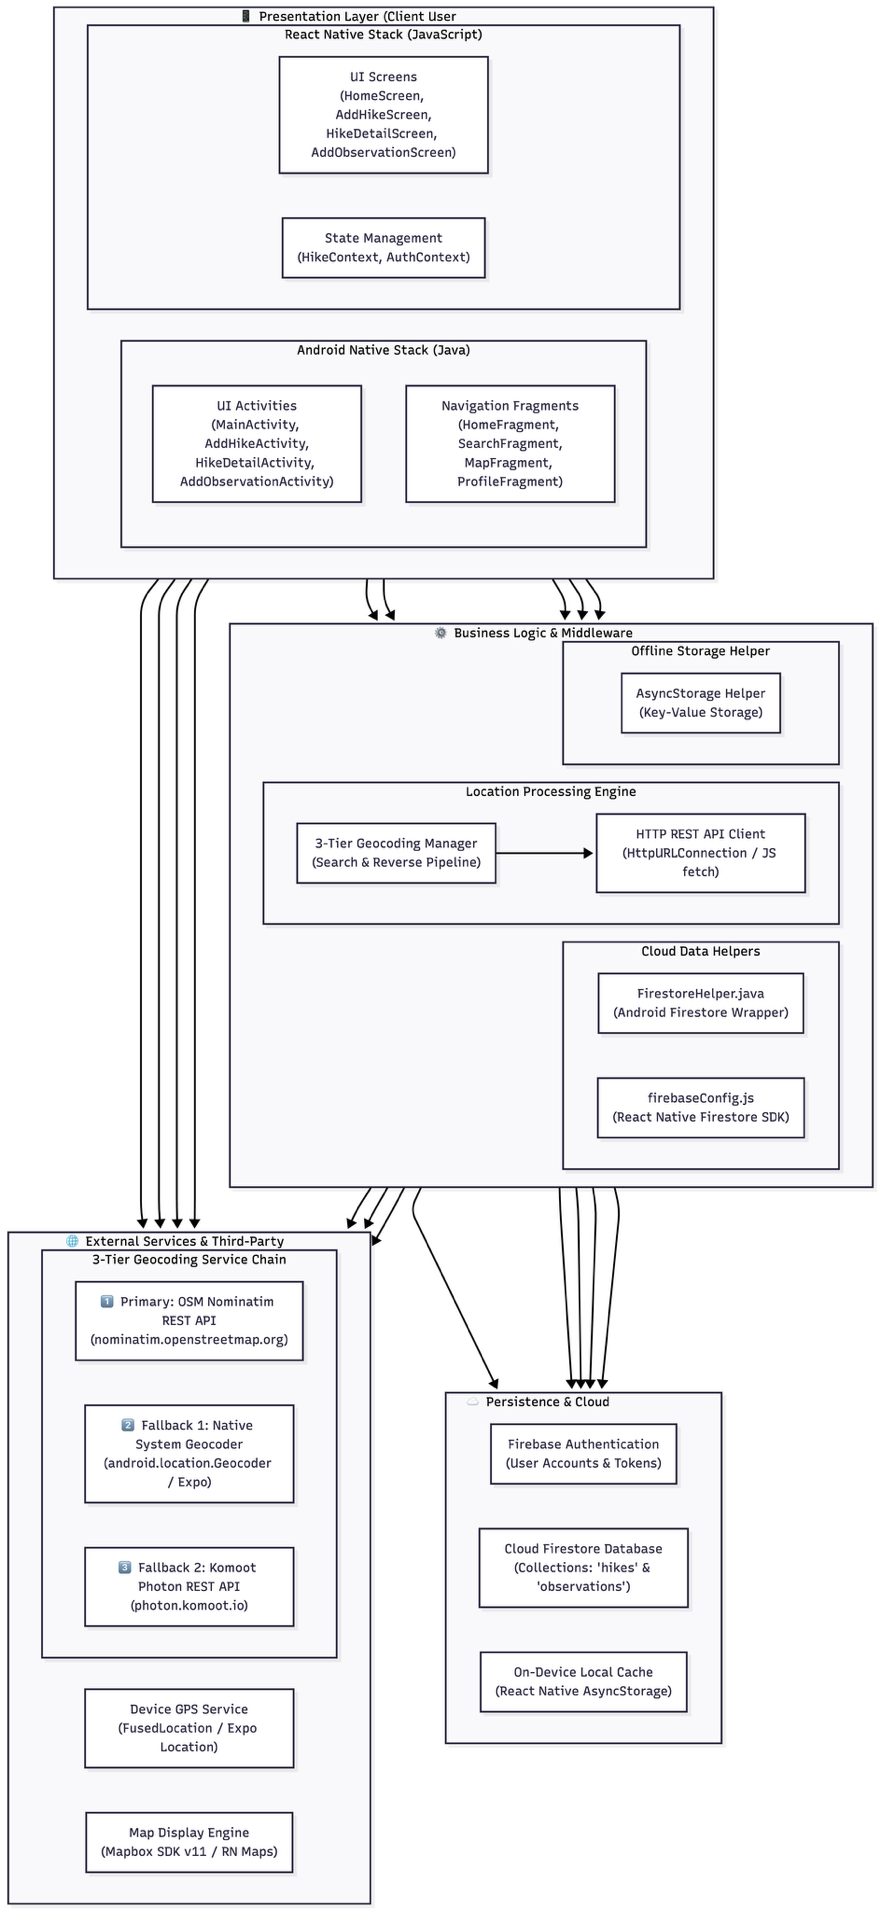 📱 Presentation Layer (Client User
React Native Stack (JavaScript)
UI Screens
(HomeScreen,
AddHikeScreen,
HikeDetailScreen,
AddObservationScreen)
State Management
(HikeContext, AuthContext)
Android Native Stack (Java)
UI Activities
(MainActivity,
AddHikeActivity,
HikeDetailActivity,
AddObservationActivity)
Navigation Fragments
(HomeFragment,
SearchFragment,
MapFragment,
ProfileFragment)
⚙️ Business Logic & Middleware
Offline Storage Helper
AsyncStorage Helper
(Key-Value Storage)
Location Processing Engine
3-Tier Geocoding Manager
(Search & Reverse Pipeline)
HTTP REST API Client
(HttpURLConnection / JS
fetch)
Cloud Data Helpers
FirestoreHelper.java
(Android Firestore Wrapper)
firebaseConfig.js
(React Native Firestore SDK)
🌐 External Services & Third-Party
3-Tier Geocoding Service Chain
1️⃣ Primary: OSM Nominatim
REST API
(nominatim.openstreetmap.org)
2️⃣ Fallback 1: Native
System Geocoder
(android.location.Geocoder
/ Expo)
3️⃣ Fallback 2: Komoot
Photon REST API
(photon.komoot.io)
Device GPS Service
(FusedLocation / Expo
Location)
Map Display Engine
(Mapbox SDK v11 / RN Maps)
☁️ Persistence & Cloud
Firebase Authentication
(User Accounts & Tokens)
Cloud Firestore Database
(Collections: 'hikes' &
'observations')
On-Device Local Cache
(React Native AsyncStorage)